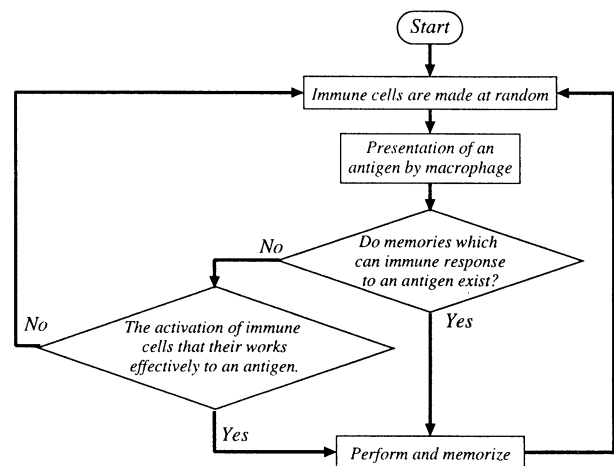 Start
Immune cells are made at random
Presentation of an
antigen by macrophage
Do memories which
can immune response
to an antigen exist?
No
Yes
No
The activation of immune
cells that their works
effectively to an antigen.
Yes
Perform and memorize